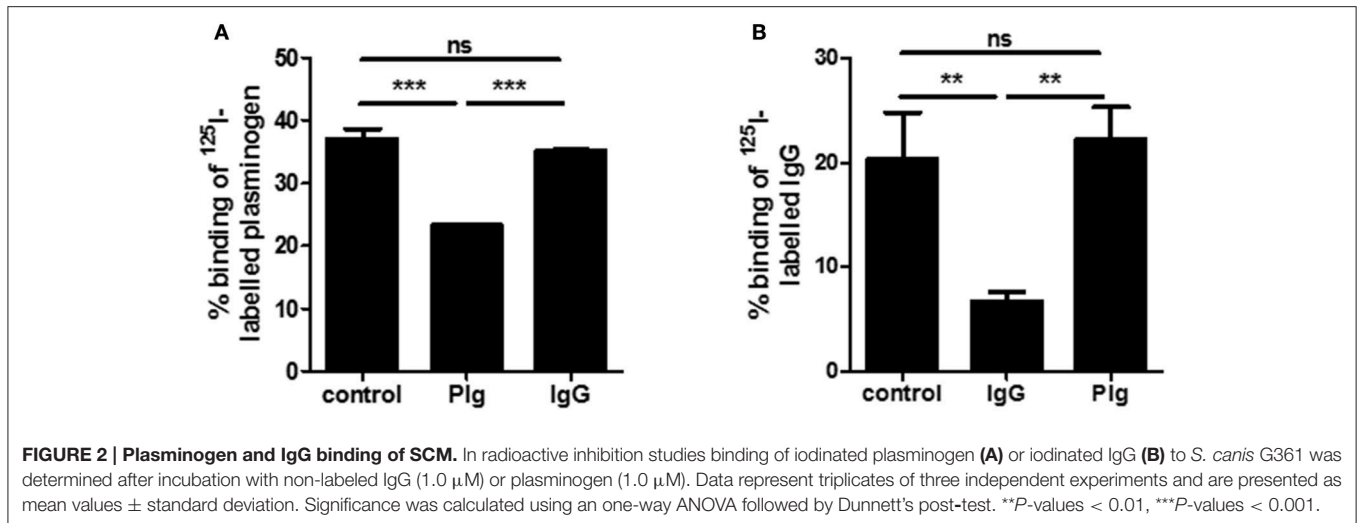 A
50
ns
***
***
40
30
20
10
0
% binding of ¹²⁵I-
labelled plasminogen
control
Plg
IgG
B
30
ns
**
**
20
10
0
% binding of ¹²⁵I-
labelled IgG
control
IgG
Plg
FIGURE 2 | Plasminogen and IgG binding of SCM. In radioactive inhibition studies binding of iodinated plasminogen (A) or iodinated IgG (B) to S. canis G361 was
determined after incubation with non-labeled IgG (1.0 μM) or plasminogen (1.0 μM). Data represent triplicates of three independent experiments and are presented as
mean values ± standard deviation. Significance was calculated using an one-way ANOVA followed by Dunnett's post-test. **P-values < 0.01, ***P-values < 0.001.